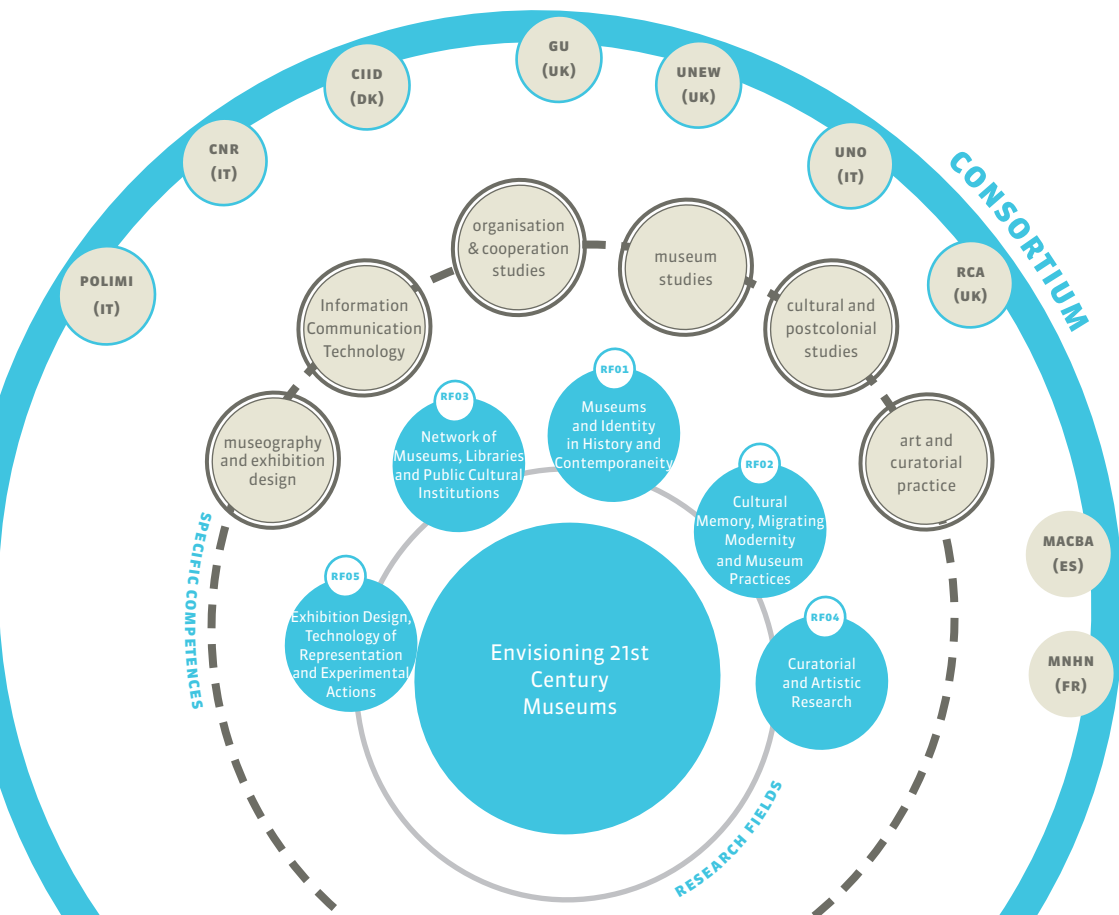 GU
(UK)
CIID
(DK)
UNEW
(UK)
CNR
(IT)
UNO
(IT)
POLIMI
(IT)
RCA
(UK)
CONSORTIUM
MACBA
(ES)
MNHN
(FR)
organisation
& cooperation
studies
museum
studies
Information
Communication
Technology
cultural and
postcolonial
studies
museography
and exhibition
design
art and
curatorial
practice
SPECIFIC COMPETENCES
RF01
Museums
and Identity
in History and
Contemporaneity
RF03
Network of
Museums, Libraries
and Public Cultural
Institutions
RF02
Cultural
Memory, Migrating
Modernity
and Museum
Practices
RF05
Exhibition Design,
Technology of
Representation
and Experimental
Actions
RF04
Curatorial
and Artistic
Research
Envisioning 21st
Century
Museums
RESEARCH FIELDS